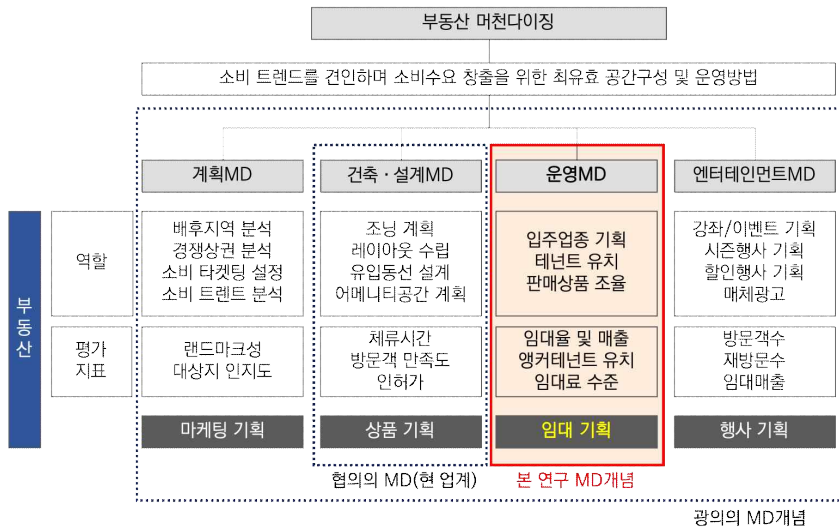 부동산 머천다이징
소비 트렌드를 견인하며 소비수요 창출을 위한 최유효 공간구성 및 운영방법
계획MD
건축·설계MD
운영MD
엔터테인먼트MD
부동산
역할
배후지역 분석
경쟁상권 분석
소비 타켓팅 설정
소비 트렌트 분석
조닝 계획
레이아웃 수립
유입동선 설계
어메니티공간 계획
입주업종 기획
테넌트 유치
판매상품 조율
강좌/이벤트 기획
시즌행사 기획
할인행사 기획
매체광고
평가
지표
랜드마크성
대상지 인지도
체류시간
방문객 만족도
인허가
임대율 및 매출
앵커테넌트 유치
임대료 수준
방문객수
재방문수
임대매출
마케팅 기획
상품 기획
임대 기획
행사 기획
협의의 MD(현 업계)
본 연구 MD개념
광의의 MD개념